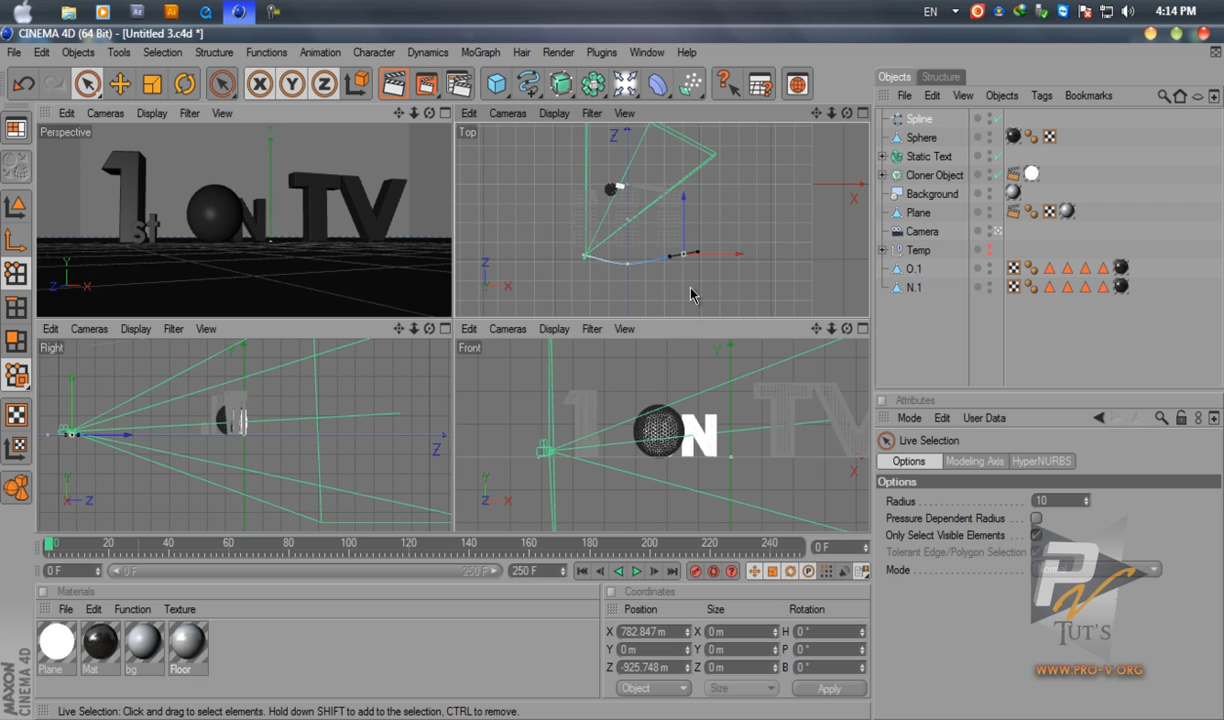 EN
4:14 PM
CINEMA 4D (64 Bit) - [Untitled 3.c4d *]
File Edit Objects Tools Selection Structure Functions Animation Character Dynamics MoGraph Hair Render Plugins Window Help
X Y Z
Edit Cameras Display Filter View
Perspective
1st ON TV
Y
Z X
Edit Cameras Display Filter View
Top
Z
X
Z
Y X
Edit Cameras Display Filter View
Right
Y
Z
Y
X Z
Edit Cameras Display Filter View
Front
Y
1 ON TV
X
Y
Z X
0 20 40 60 80 100 120 140 160 180 200 220 240
0 F
0 F
0 F
250 F
250 F
Materials
File Edit Function Texture
Plane Mat bg Floor
Coordinates
Position Size Rotation
X 782.847 m X 0 m H 0 °
Y 0 m Y 0 m P 0 °
Z -925.748 m Z 0 m B 0 °
Object Size Apply
MAXON
CINEMA 4D
Live Selection: Click and drag to select elements. Hold down SHIFT to add to the selection, CTRL to remove.
Objects Structure
File Edit View Objects Tags Bookmarks
Spline
Sphere
Static Text
Cloner Object
Background
Plane
Camera
Temp
O.1
N.1
Attributes
Mode Edit User Data
Live Selection
Options Modeling Axis HyperNURBS
Options
Radius 10
Pressure Dependent Radius
Only Select Visible Elements
Tolerant Edge/Polygon Selection
Mode
PV
TUT'S
WWW.PRO-V.ORG